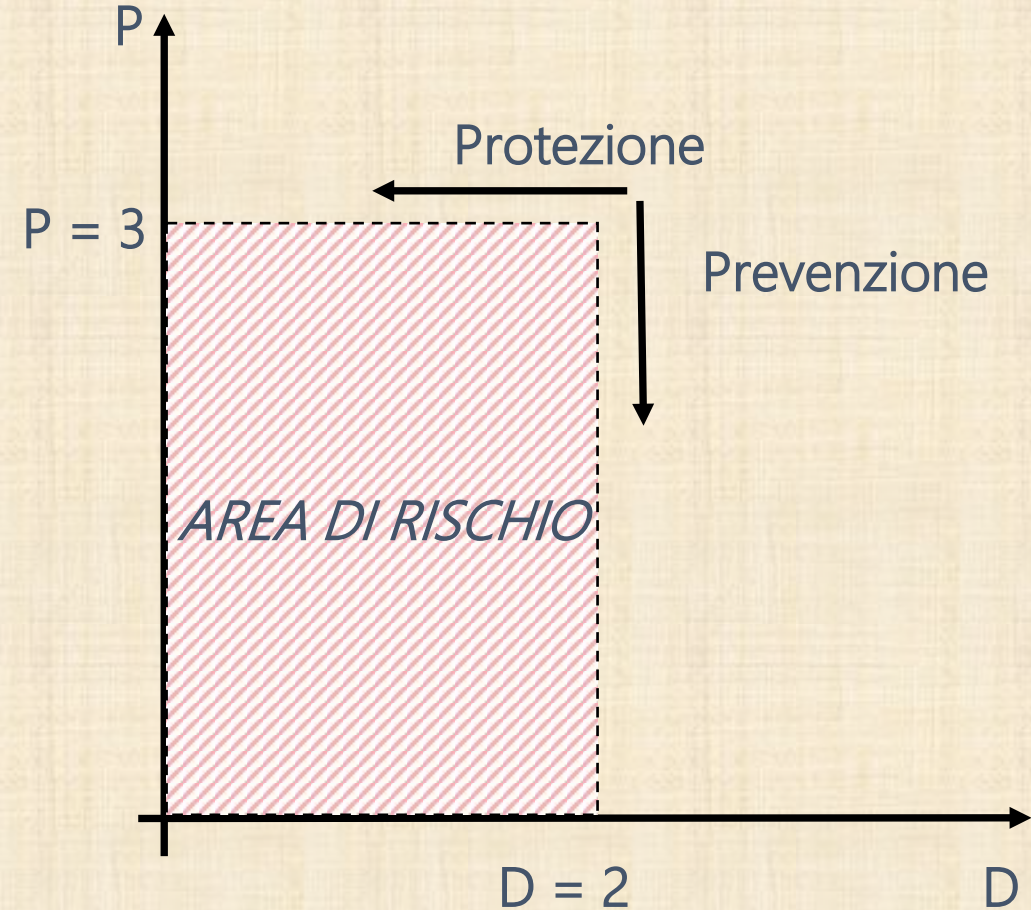 P
Protezione
P = 3
Prevenzione
AREA DI RISCHIO
D = 2
D